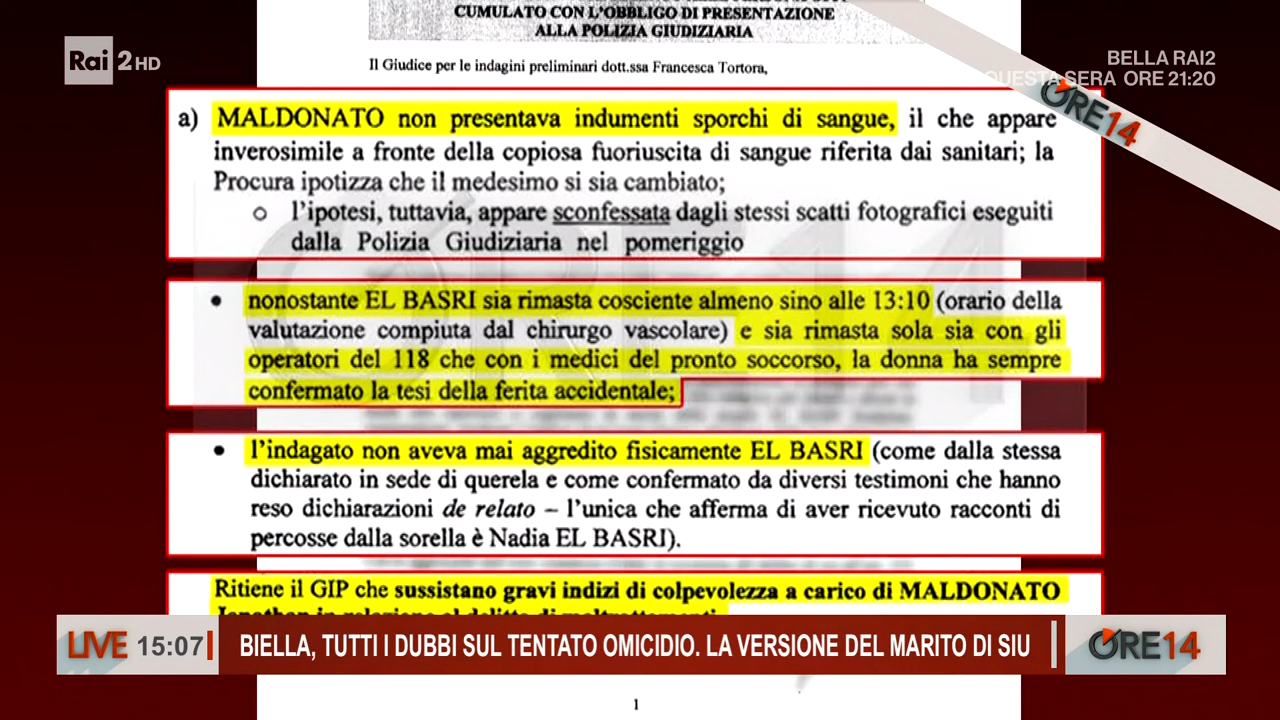 CUMULATO CON L'OBBLIGO DI PRESENTAZIONE
ALLA POLIZIA GIUDIZIARIA
Rai 2HD
BELLA RAI2
QUESTA SERA ORE 21:20
Il Giudice per le indagini preliminari dott.ssa Francesca Tortora,
ORE14
a) MALDONATO non presentava indumenti sporchi di sangue, il che appare
inverosimile a fronte della copiosa fuoriuscita di sangue riferita dai sanitari; la
Procura ipotizza che il medesimo si sia cambiato;
o l'ipotesi, tuttavia, appare sconfessata dagli stessi scatti fotografici eseguiti
dalla Polizia Giudiziaria nel pomeriggio
• nonostante EL BASRI sia rimasta cosciente almeno sino alle 13:10 (orario della
valutazione compiuta dal chirurgo vascolare) e sia rimasta sola sia con gli
operatori del 118 che con i medici del pronto soccorso, la donna ha sempre
confermato la tesi della ferita accidentale;
• l'indagato non aveva mai aggredito fisicamente EL BASRI (come dalla stessa
dichiarato in sede di querela e come confermato da diversi testimoni che hanno
reso dichiarazioni de relato – l'unica che afferma di aver ricevuto racconti di
percosse dalla sorella è Nadia EL BASRI).
Ritiene il GIP che sussistano gravi indizi di colpevolezza a carico di MALDONATO
LIVE 15:07 BIELLA, TUTTI I DUBBI SUL TENTATO OMICIDIO. LA VERSIONE DEL MARITO DI SIU ORE14
1